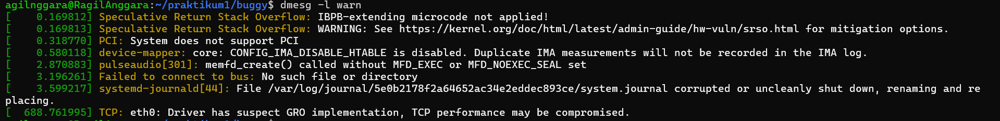 agilnggara@RagilAnggara:~/praktikum1/buggy$ dmesg -l warn
[    0.169812] Speculative Return Stack Overflow: IBPB-extending microcode not applied!
[    0.169813] Speculative Return Stack Overflow: WARNING: See https://kernel.org/doc/html/latest/admin-guide/hw-vuln/srso.html for mitigation options.
[    0.318770] PCI: System does not support PCI
[    0.580118] device-mapper: core: CONFIG_IMA_DISABLE_HTABLE is disabled. Duplicate IMA measurements will not be recorded in the IMA log.
[    2.870883] pulseaudio[301]: memfd_create() called without MFD_EXEC or MFD_NOEXEC_SEAL set
[    3.196261] Failed to connect to bus: No such file or directory
[    3.599217] systemd-journald[44]: File /var/log/journal/5e0b2178f2a64652ac34e2eddec893ce/system.journal corrupted or uncleanly shut down, renaming and re
placing.
[  688.761995] TCP: eth0: Driver has suspect GRO implementation, TCP performance may be compromised.